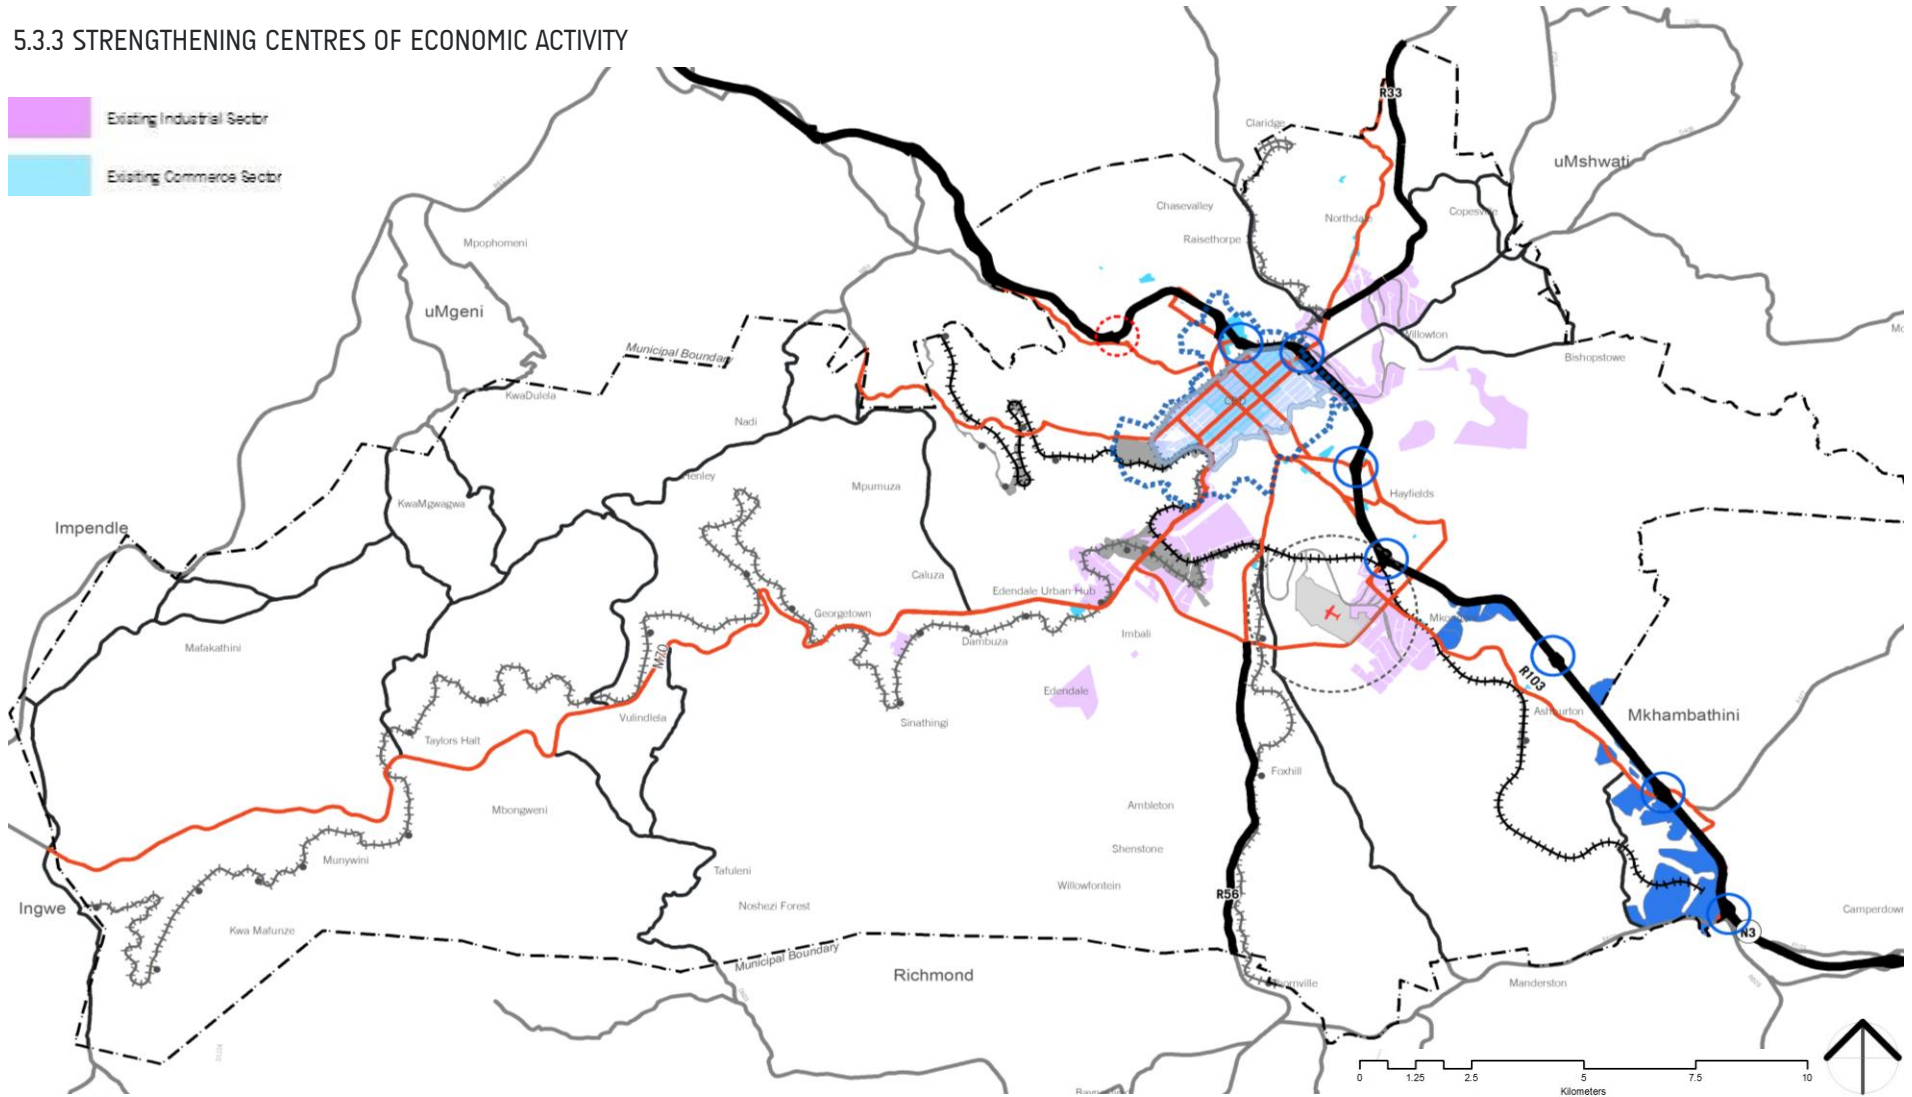 5.3.3 STRENGTHENING CENTRES OF ECONOMIC ACTIVITY
Existing Industrial Sector
Exisiting Commerce Sector
R33
Claridge
uMshwati
Chasevalley
Northdale
Copesville
Raisethorpe
Mpophomeni
uMgeni
Municipal Boundary
Willowton
Bishopstowe
KwaDulela
CBD
Nadi
Henley
Mpumuza
Hayfields
KwaMgwagwa
Impendle
Caluza
Edendale Urban Hub
Georgetown
Imbali
Dambuza
Mafakathini
M70
R103
Edendale
Ashburton
Mkhambathini
Vulindlela
Sinathingi
Taylors Halt
Foxhill
Mbongweni
Ambleton
Munywini
Shenstone
Tafuleni
Willowfontein
R56
Noshezi Forest
Ingwe
Camperdown
Kwa Mafunze
N3
Municipal Boundary
Richmond
Thornville
Manderston
0 1.25 2.5 5 7.5 10
Kilometers